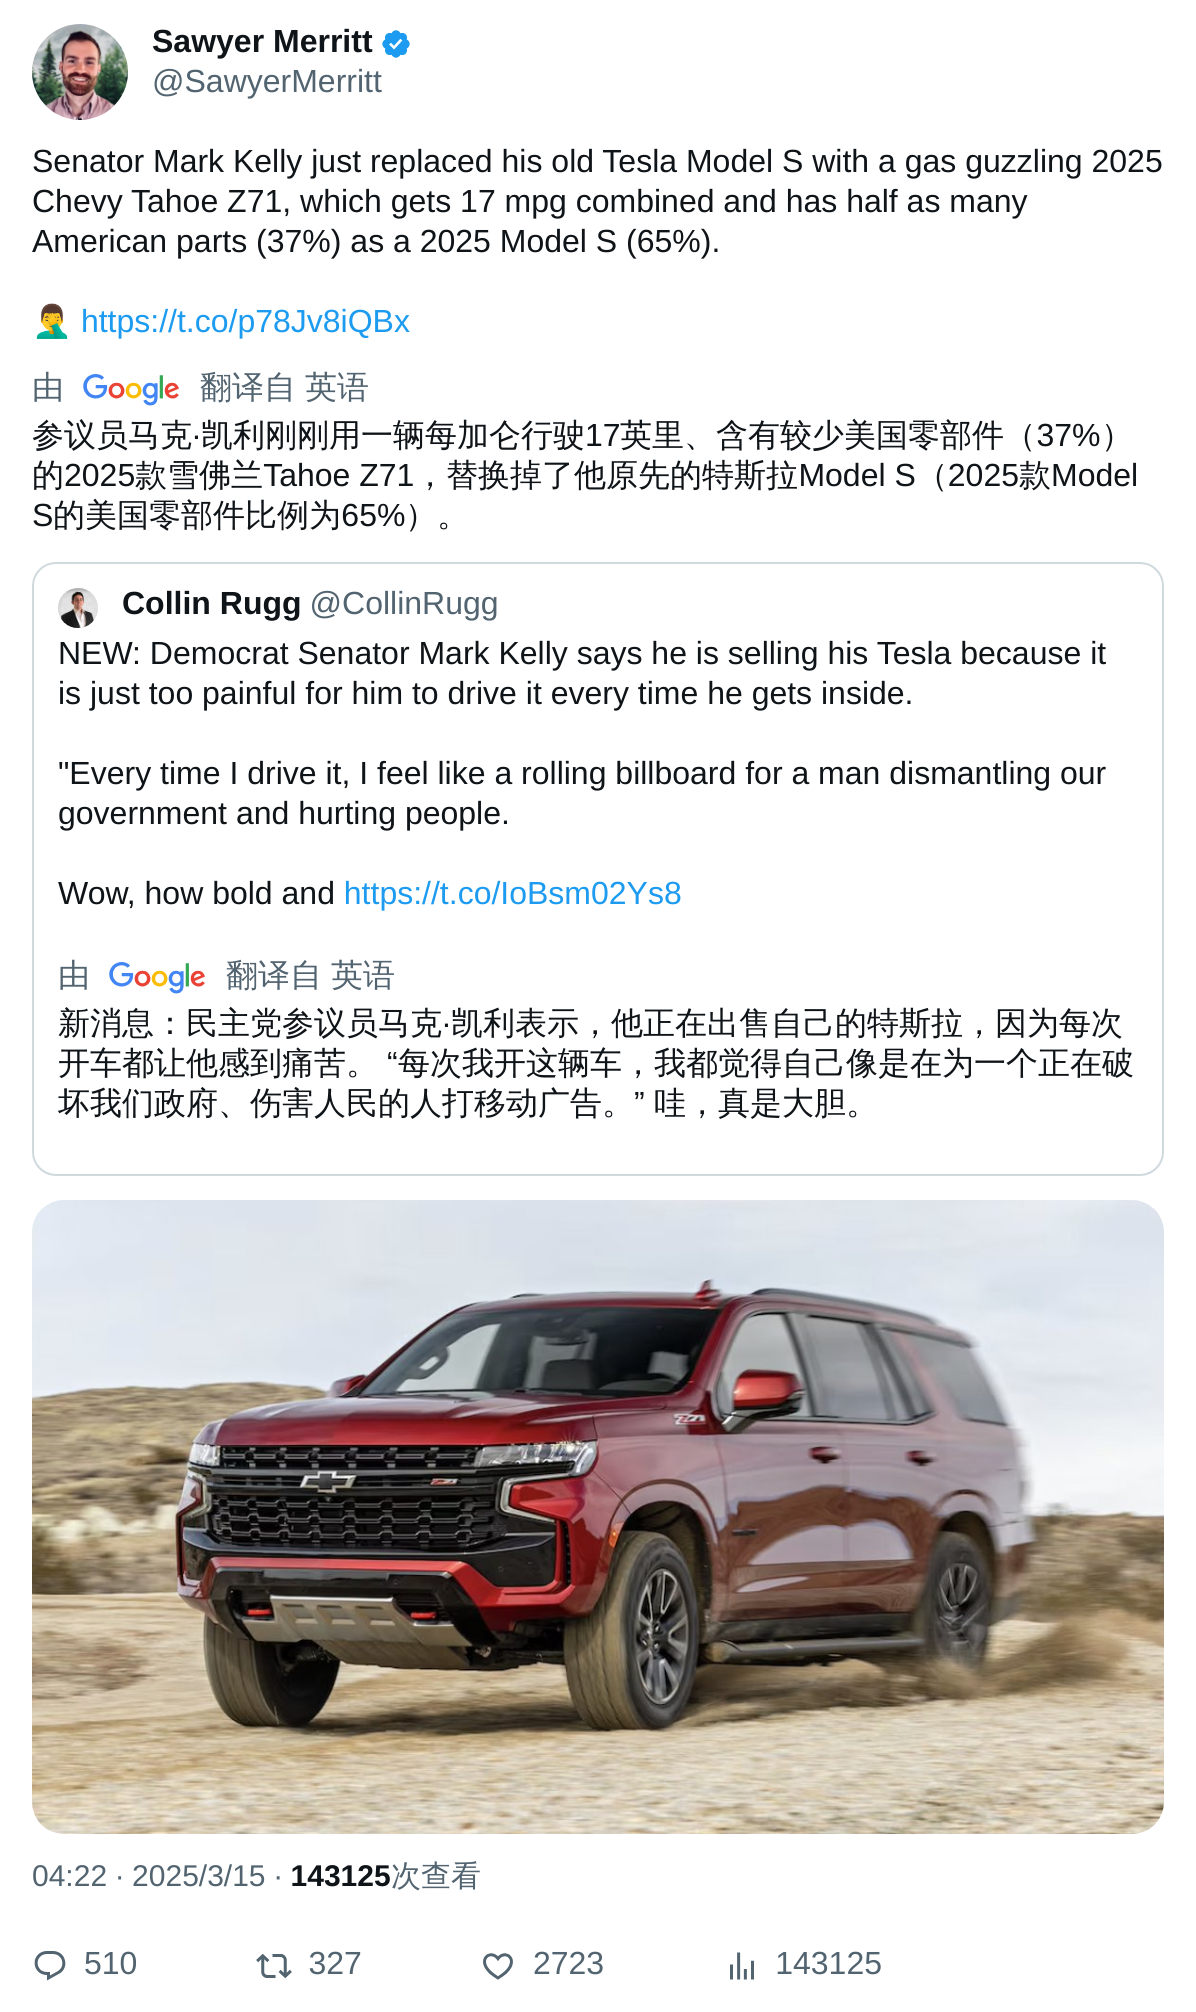 Sawyer Merritt
@SawyerMerritt
Senator Mark Kelly just replaced his old Tesla Model S with a gas guzzling 2025
Chevy Tahoe Z71, which gets 17 mpg combined and has half as many
American parts (37%) as a 2025 Model S (65%).
🤦‍♂️ https://t.co/p78Jv8iQBx
由 Google 翻译自 英语
参议员马克·凯利刚刚用一辆每加仑行驶17英里、含有较少美国零部件（37%）
的2025款雪佛兰Tahoe Z71，替换掉了他原先的特斯拉Model S（2025款Model
S的美国零部件比例为65%）。
Collin Rugg @CollinRugg
NEW: Democrat Senator Mark Kelly says he is selling his Tesla because it
is just too painful for him to drive it every time he gets inside.
"Every time I drive it, I feel like a rolling billboard for a man dismantling our
government and hurting people.
Wow, how bold and https://t.co/IoBsm02Ys8
由 Google 翻译自 英语
新消息：民主党参议员马克·凯利表示，他正在出售自己的特斯拉，因为每次
开车都让他感到痛苦。 “每次我开这辆车，我都觉得自己像是在为一个正在破
坏我们政府、伤害人民的人打移动广告。” 哇，真是大胆。
Z71
Z71
04:22 · 2025/3/15 · 143125次查看
510 327 2723 143125